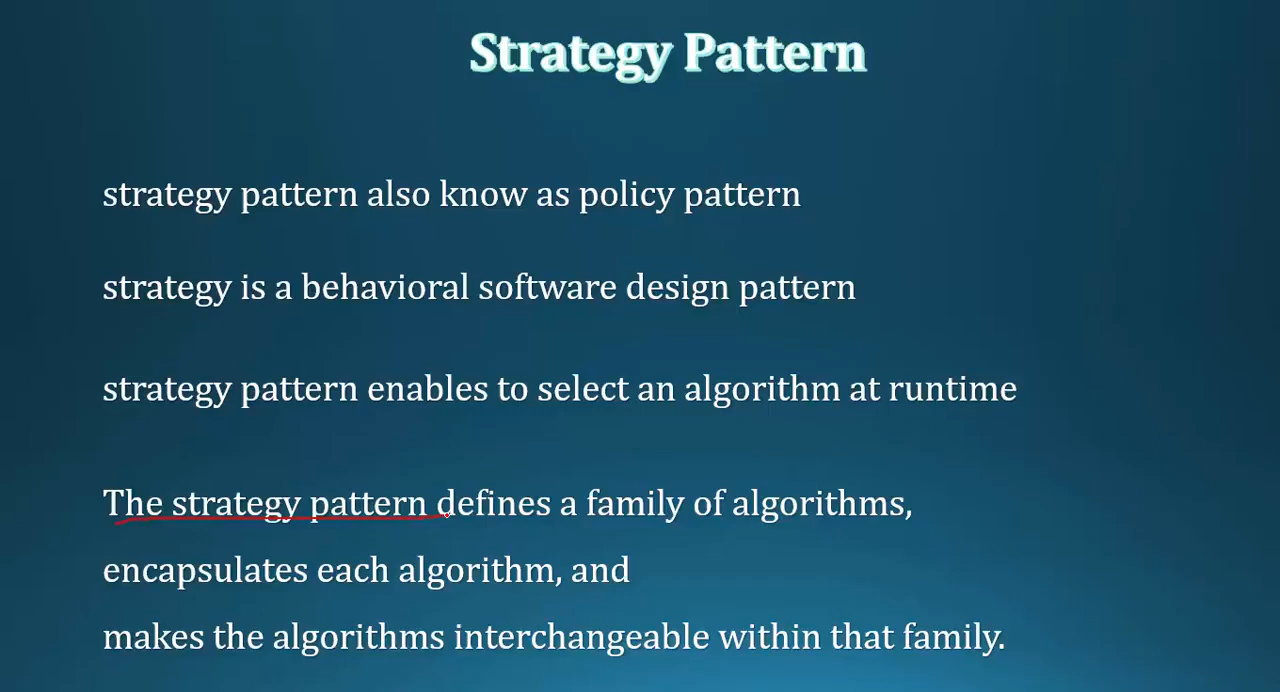 Strategy Pattern
strategy pattern also know as policy pattern
strategy is a behavioral software design pattern
strategy pattern enables to select an algorithm at runtime
The strategy pattern defines a family of algorithms,
encapsulates each algorithm, and
makes the algorithms interchangeable within that family.